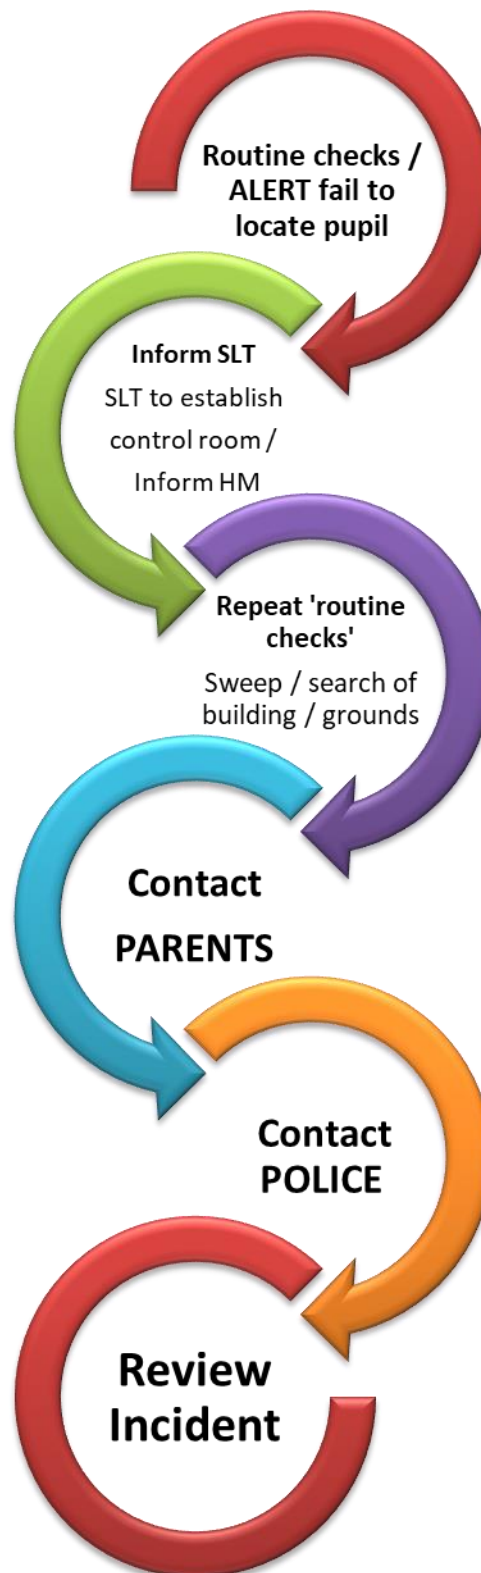 Routine checks /
ALERT fail to
locate pupil
Inform SLT
SLT to establish
control room /
Inform HM
Repeat 'routine
checks'
Sweep / search of
building / grounds
Contact
PARENTS
Contact
POLICE
Review
Incident